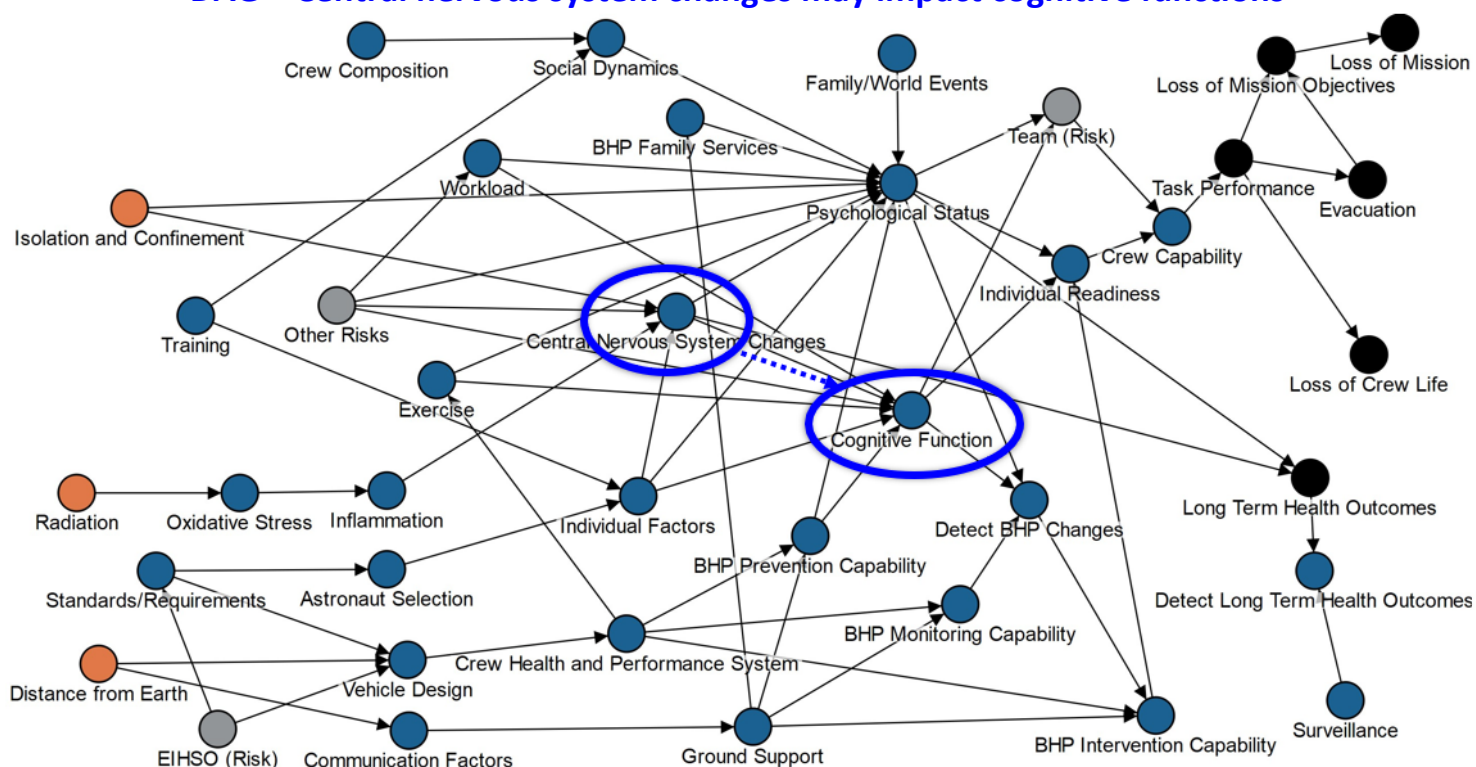 Crew Composition
Social Dynamics
Family/World Events
Loss of Mission
Loss of Mission Objectives
BHP Family Services
Team (Risk)
Workload
Task Performance
Evacuation
Psychological Status
Isolation and Confinement
Crew Capability
Individual Readiness
Training
Other Risks
Central Nervous System Changes
Loss of Crew Life
Exercise
Cognitive Function
Radiation
Oxidative Stress
Inflammation
Individual Factors
Detect BHP Changes
Long Term Health Outcomes
BHP Prevention Capability
Standards/Requirements
Astronaut Selection
Detect Long Term Health Outcomes
BHP Monitoring Capability
Crew Health and Performance System
Distance from Earth
Vehicle Design
Surveillance
EIHSO (Risk)
Communication Factors
Ground Support
BHP Intervention Capability